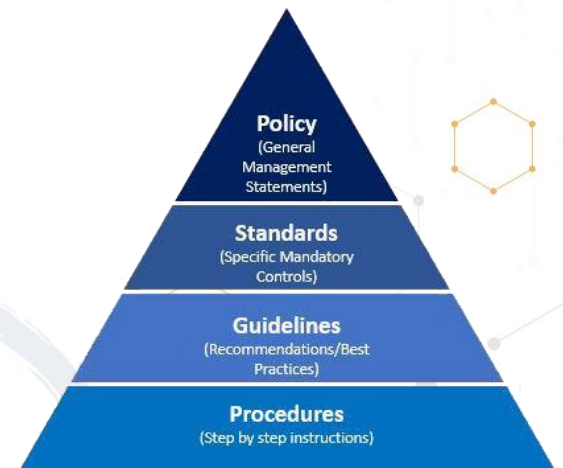 Policy
(General
Management
Statements)
Standards
(Specific Mandatory
Controls)
Guidelines
(Recommendations/Best
Practices)
Procedures
(Step by step instructions)